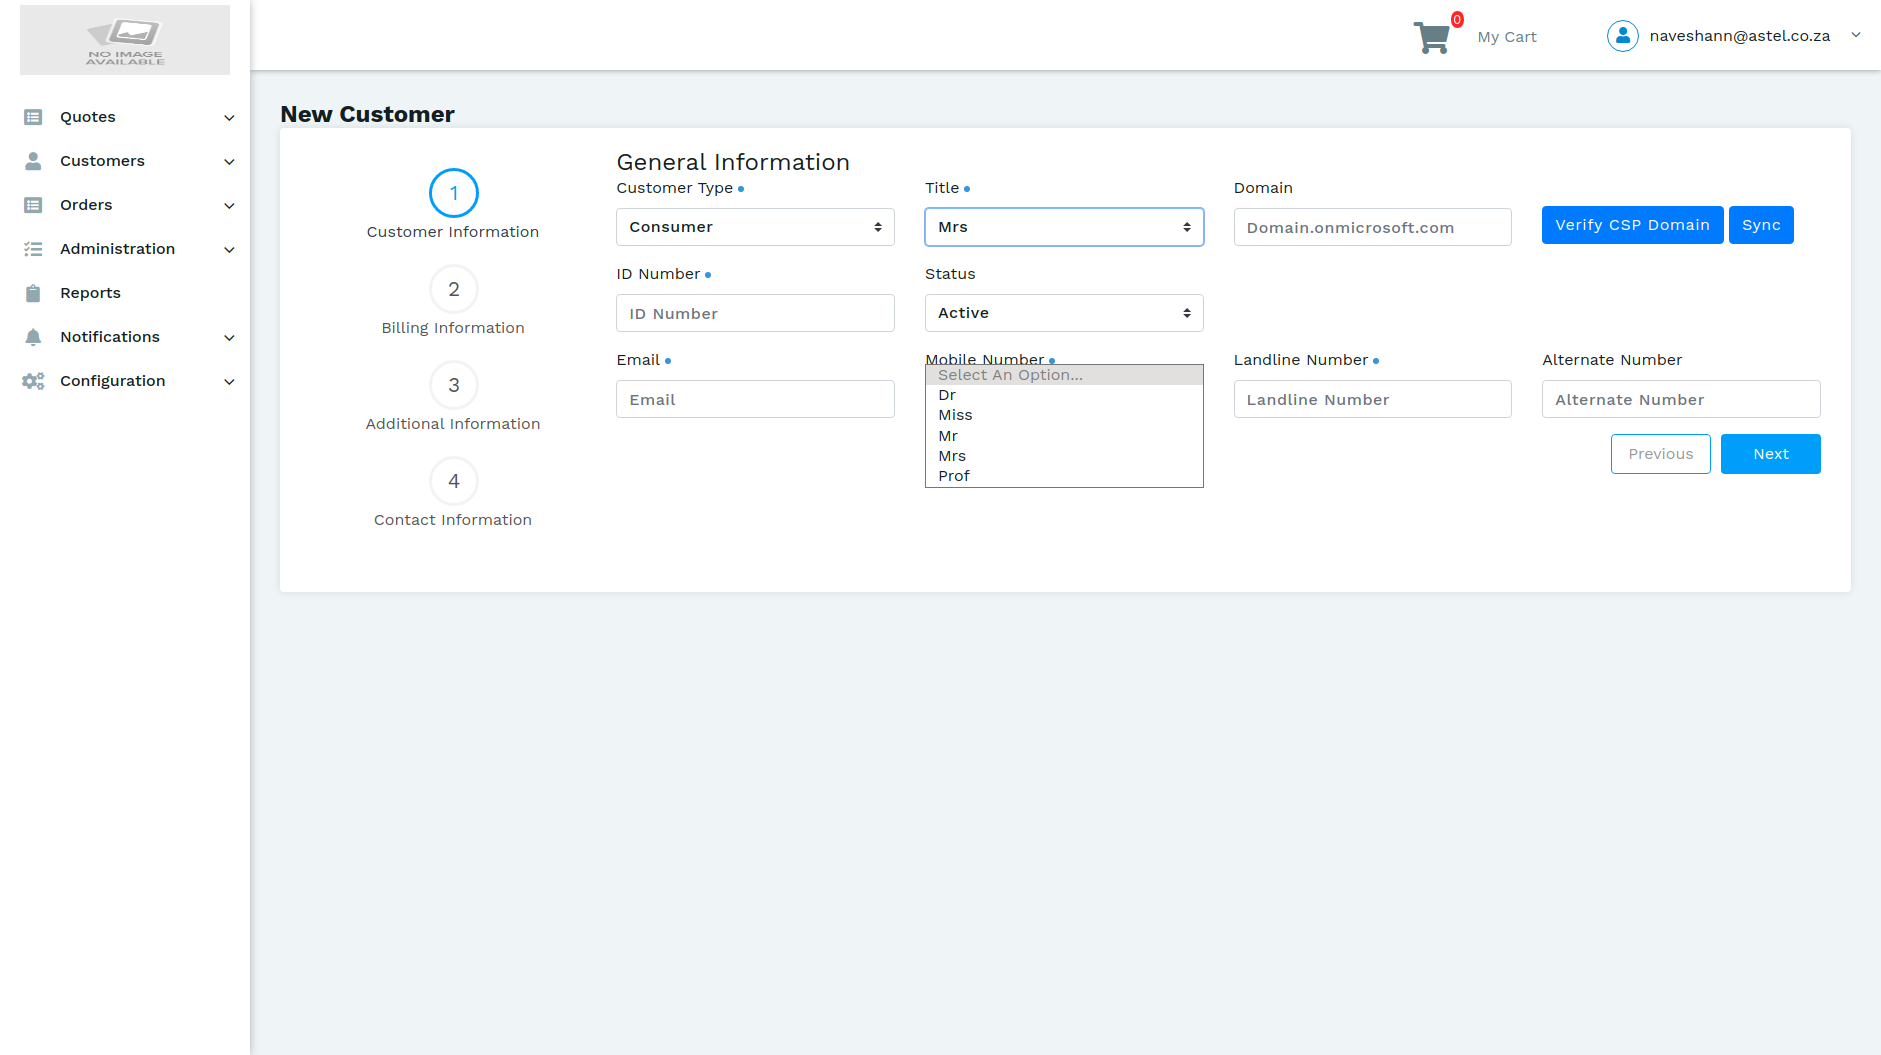 NO IMAGE
AVAILABLE
0
My Cart
naveshann@astel.co.za
Quotes
Customers
Orders
Administration
Reports
Notifications
Configuration
New Customer
1
Customer Information
2
Billing Information
3
Additional Information
4
Contact Information
General Information
Customer Type
Title
Domain
Consumer
Mrs
Domain.onmicrosoft.com
Verify CSP Domain
Sync
ID Number
Status
ID Number
Active
Email
Mobile Number
Landline Number
Alternate Number
Email
Landline Number
Alternate Number
Select An Option...
Dr
Miss
Mr
Mrs
Prof
Previous
Next